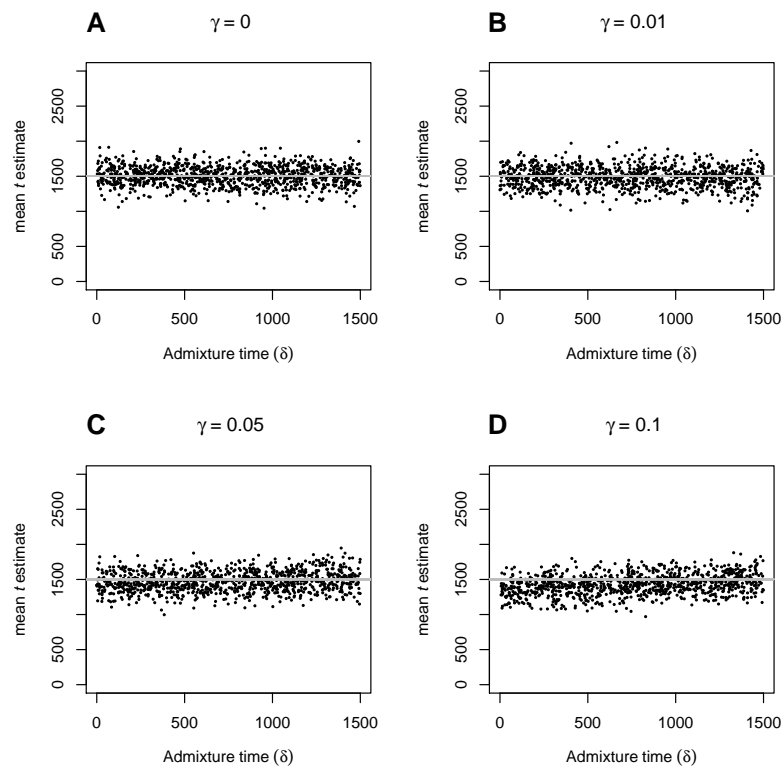 A
γ = 0
mean t estimate
0 500 1500 2500
0 500 1000 1500
Admixture time (δ)
B
γ = 0.01
mean t estimate
0 500 1500 2500
0 500 1000 1500
Admixture time (δ)
C
γ = 0.05
mean t estimate
0 500 1500 2500
0 500 1000 1500
Admixture time (δ)
D
γ = 0.1
mean t estimate
0 500 1500 2500
0 500 1000 1500
Admixture time (δ)